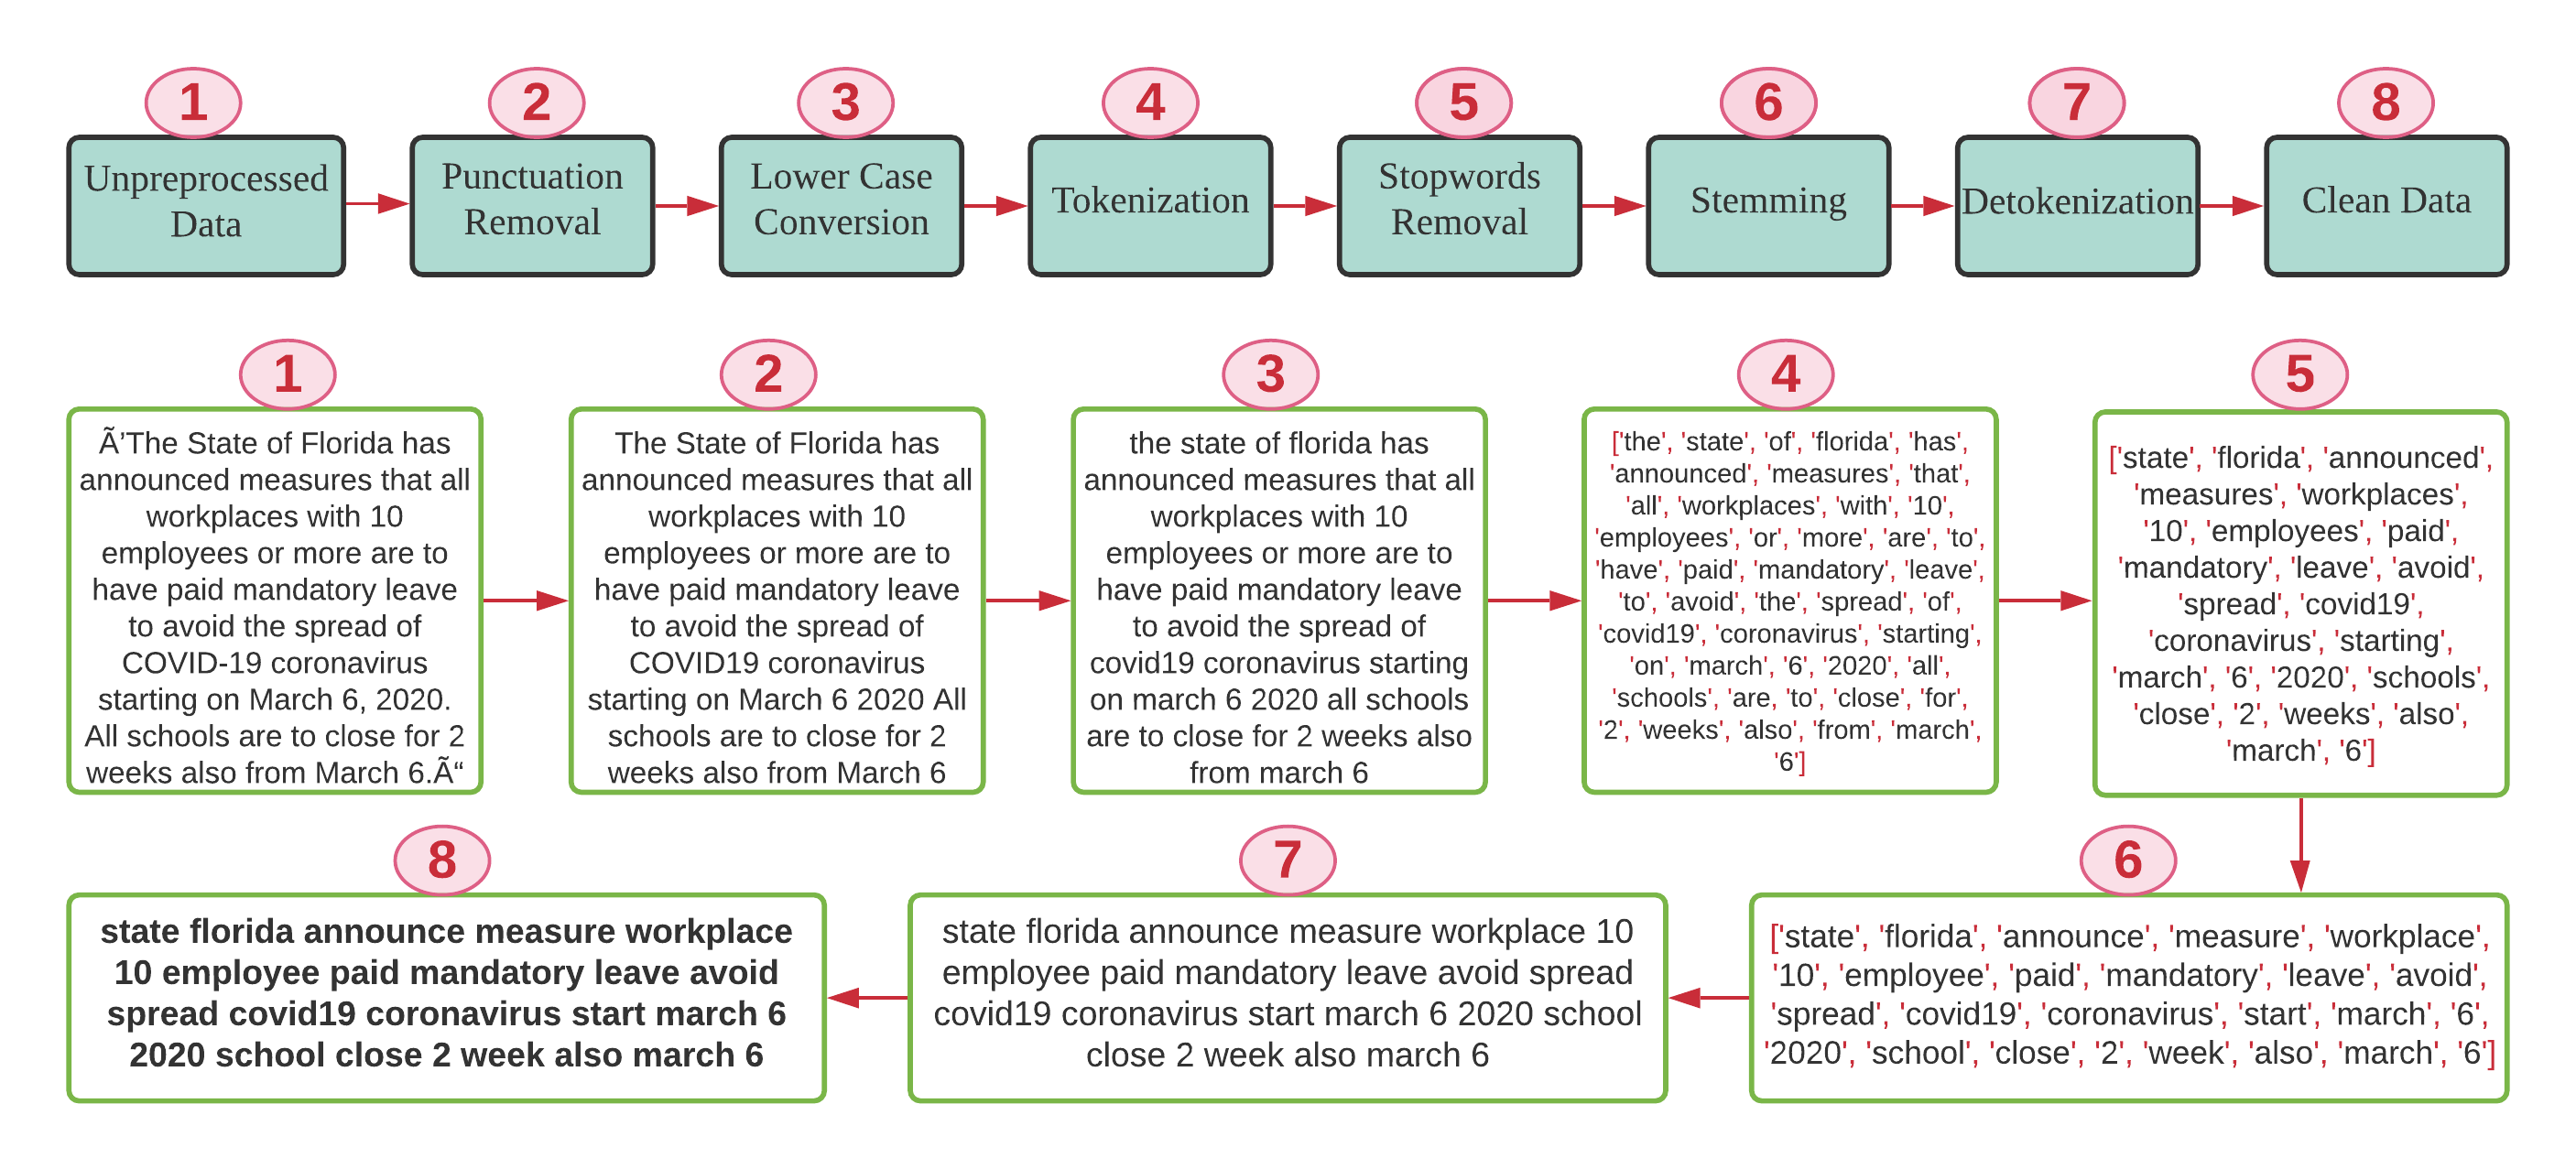 1
2
3
4
5
6
7
8
Unpreprocessed
Data
Punctuation
Removal
Lower Case
Conversion
Tokenization
Stopwords
Removal
Stemming
Detokenization
Clean Data
1
Ã’The State of Florida has
announced measures that all
workplaces with 10
employees or more are to
have paid mandatory leave
to avoid the spread of
COVID-19 coronavirus
starting on March 6, 2020.
All schools are to close for 2
weeks also from March 6.Ã“
2
The State of Florida has
announced measures that all
workplaces with 10
employees or more are to
have paid mandatory leave
to avoid the spread of
COVID19 coronavirus
starting on March 6 2020 All
schools are to close for 2
weeks also from March 6
3
the state of florida has
announced measures that all
workplaces with 10
employees or more are to
have paid mandatory leave
to avoid the spread of
covid19 coronavirus starting
on march 6 2020 all schools
are to close for 2 weeks also
from march 6
4
['the', 'state', 'of', 'florida', 'has',
'announced', 'measures', 'that',
'all', 'workplaces', 'with', '10',
'employees', 'or', 'more', 'are', 'to',
'have', 'paid', 'mandatory', 'leave',
'to', 'avoid', 'the', 'spread', 'of',
'covid19', 'coronavirus', 'starting',
'on', 'march', '6', '2020', 'all',
'schools', 'are, 'to', 'close', 'for',
'2', 'weeks', 'also', 'from', 'march',
'6']
5
['state', 'florida', 'announced',
'measures', 'workplaces',
'10', 'employees', 'paid',
'mandatory', 'leave', 'avoid',
'spread', 'covid19',
'coronavirus', 'starting',
'march', '6', '2020', 'schools',
'close', '2', 'weeks', 'also',
'march', '6']
6
['state', 'florida', 'announce', 'measure', 'workplace',
'10', 'employee', 'paid', 'mandatory', 'leave', 'avoid',
'spread', 'covid19', 'coronavirus', 'start', 'march', '6',
'2020', 'school', 'close', '2', 'week', 'also', 'march', '6']
7
state florida announce measure workplace 10
employee paid mandatory leave avoid spread
covid19 coronavirus start march 6 2020 school
close 2 week also march 6
8
state florida announce measure workplace
10 employee paid mandatory leave avoid
spread covid19 coronavirus start march 6
2020 school close 2 week also march 6